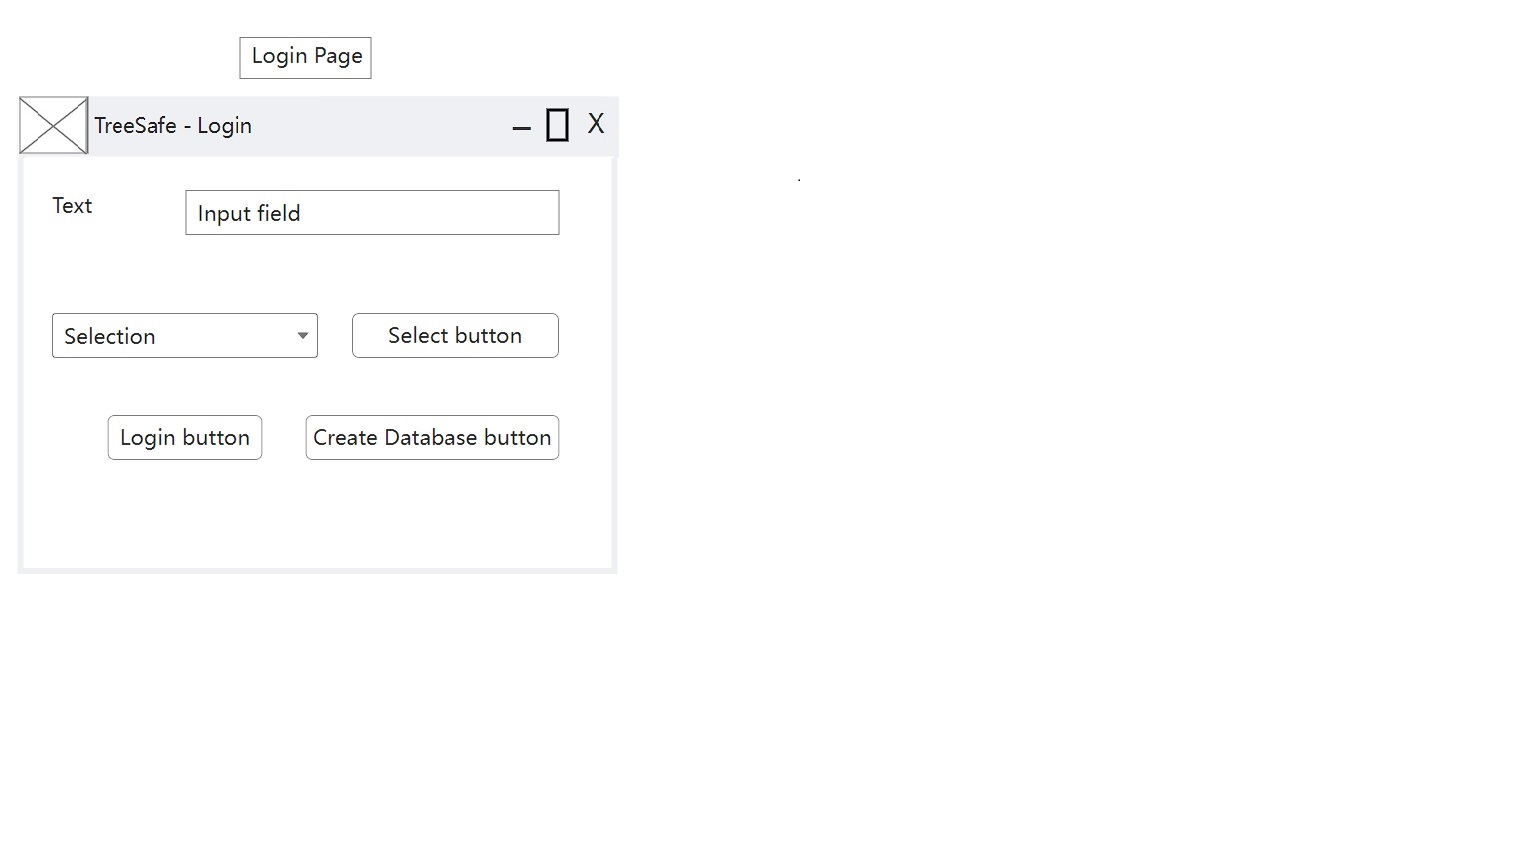 Login Page
TreeSafe - Login
X
Text
Input field
Selection
Select button
Login button
Create Database button